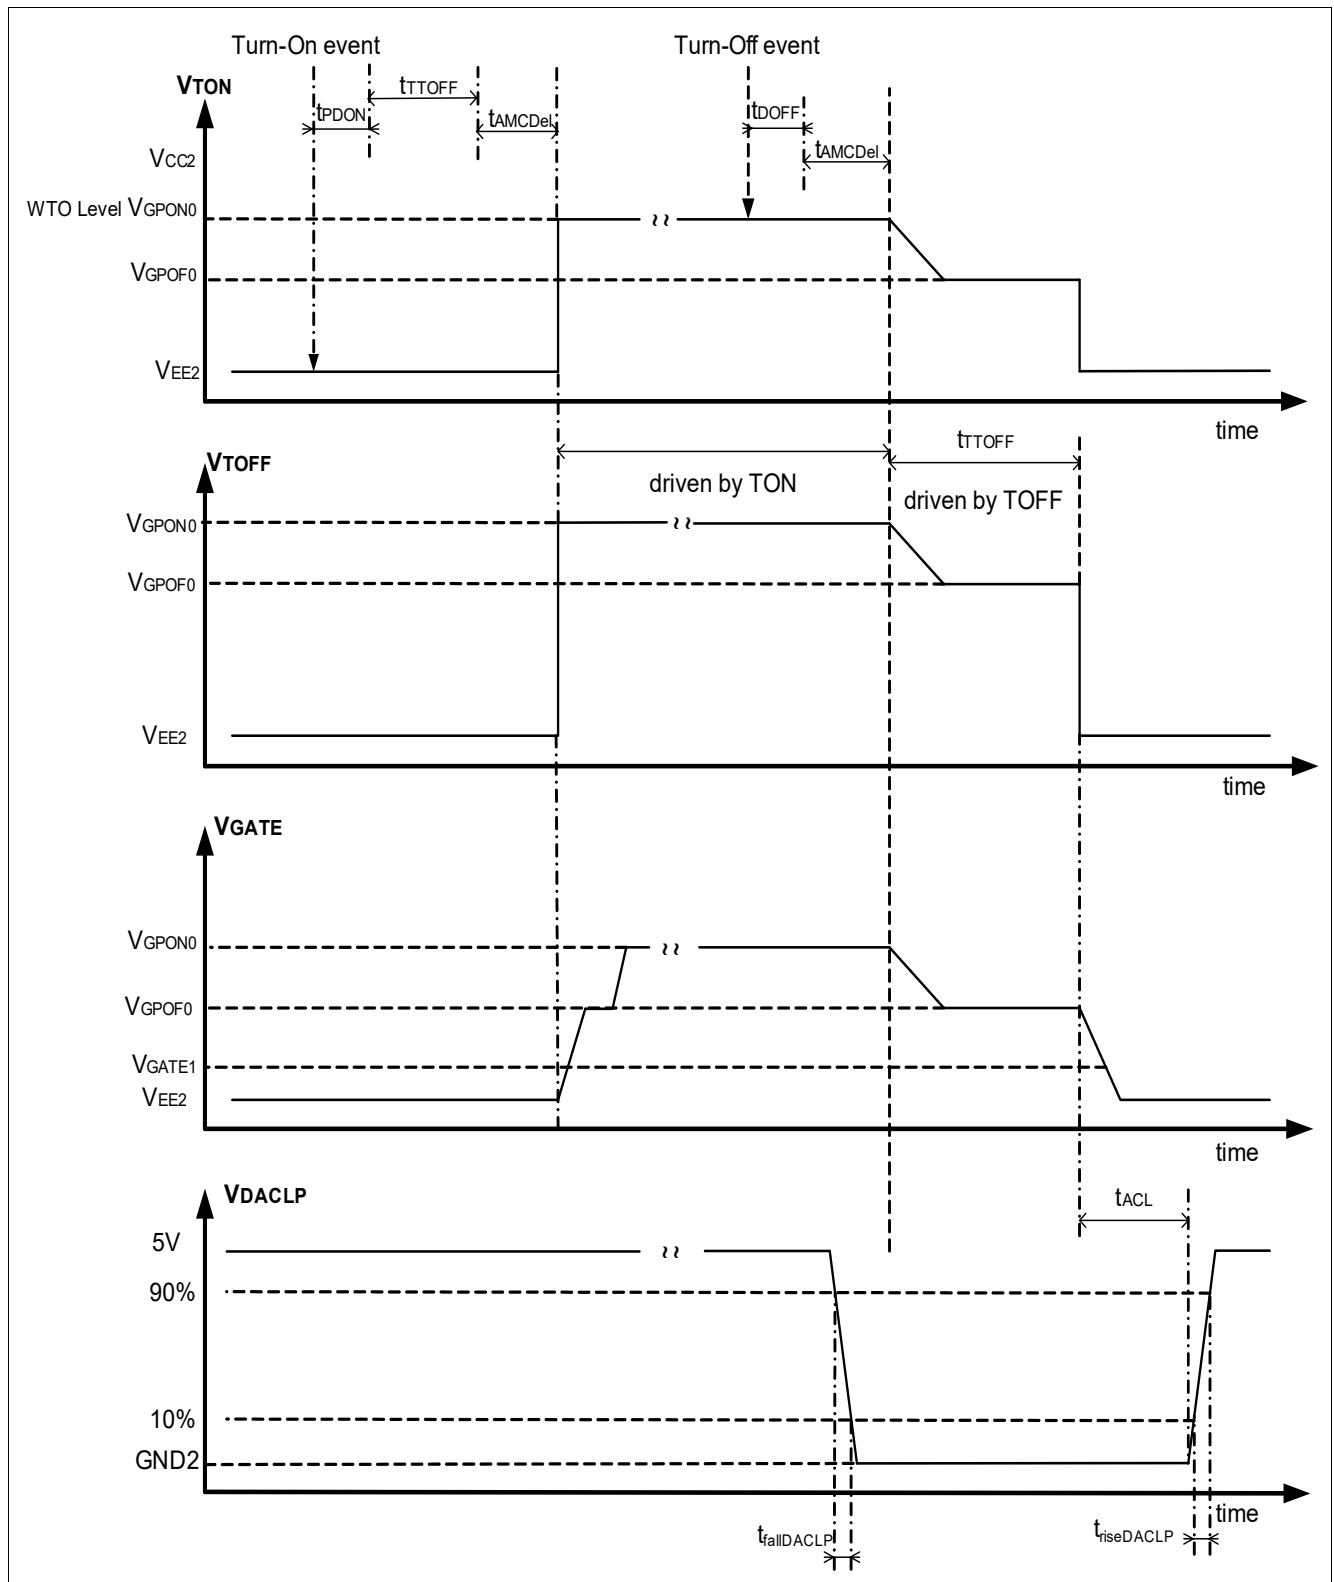 Turn-On event
Turn-Off event
VTON
tPDON
tTTOFF
tAMCDel
tDOFF
tAMCDel
VCC2
WTO Level VGPON0
VGPOF0
VEE2
time
VTOFF
tTTOFF
driven by TON
driven by TOFF
VGPON0
VGPOF0
VEE2
time
VGATE
VGPON0
VGPOF0
VGATE1
VEE2
time
VDACLP
tACL
5V
90%
10%
GND2
time
tfallDACLP
triseDACLP